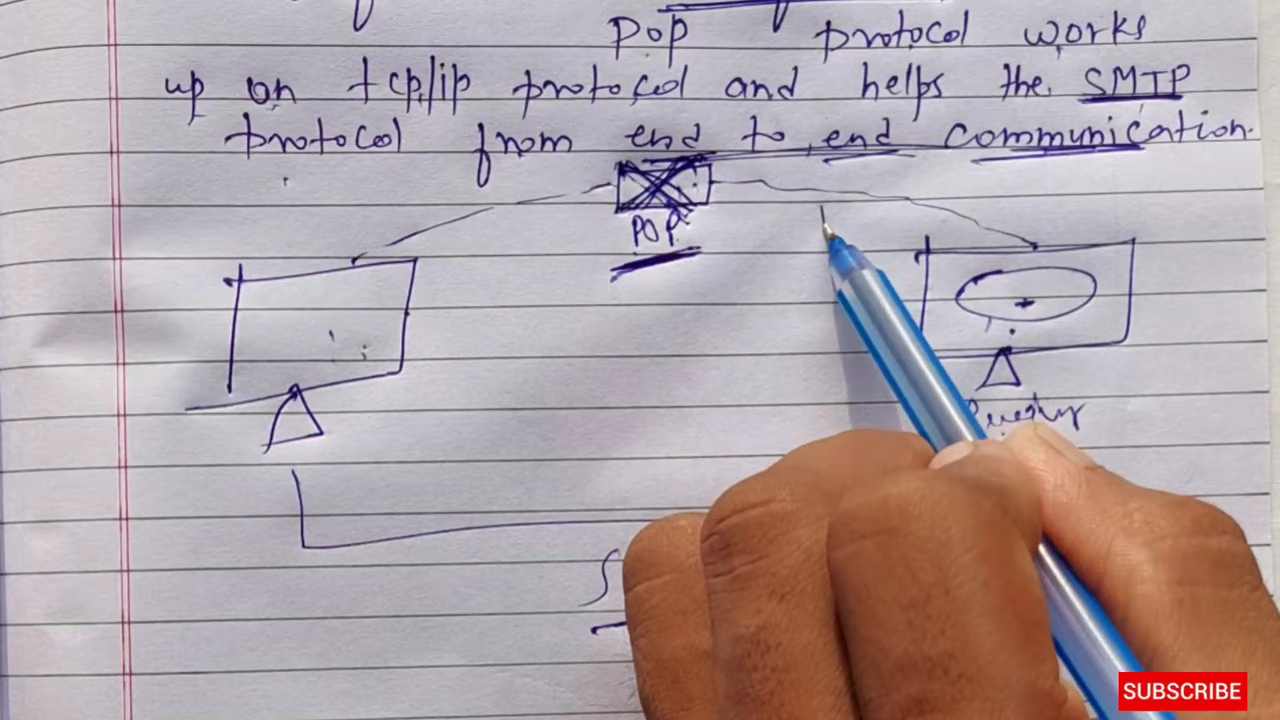 POP protocol works
up on tcp/ip protocol and helps the SMTP
protocol from end to end communication.
POP
SUBSCRIBE